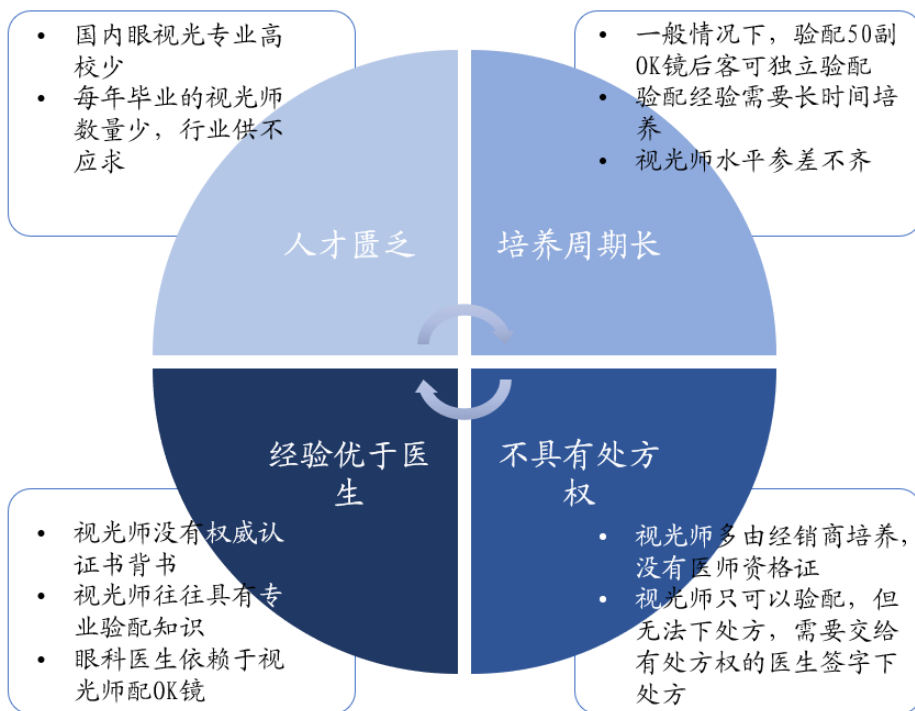 • 国内眼视光专业高
校少
• 每年毕业的视光师
数量少，行业供不
应求
• 一般情况下，验配50副
OK镜后客可独立验配
• 验配经验需要长时间培
养
• 视光师水平参差不齐
人才匮乏
培养周期长
经验优于医
生
不具有处方
权
• 视光师没有权威认
证书背书
• 视光师往往具有专
业验配知识
• 眼科医生依赖于视
光师配OK镜
• 视光师多由经销商培养，
没有医师资格证
• 视光师只可以验配，但
无法下处方，需要交给
有处方权的医生签字下
处方